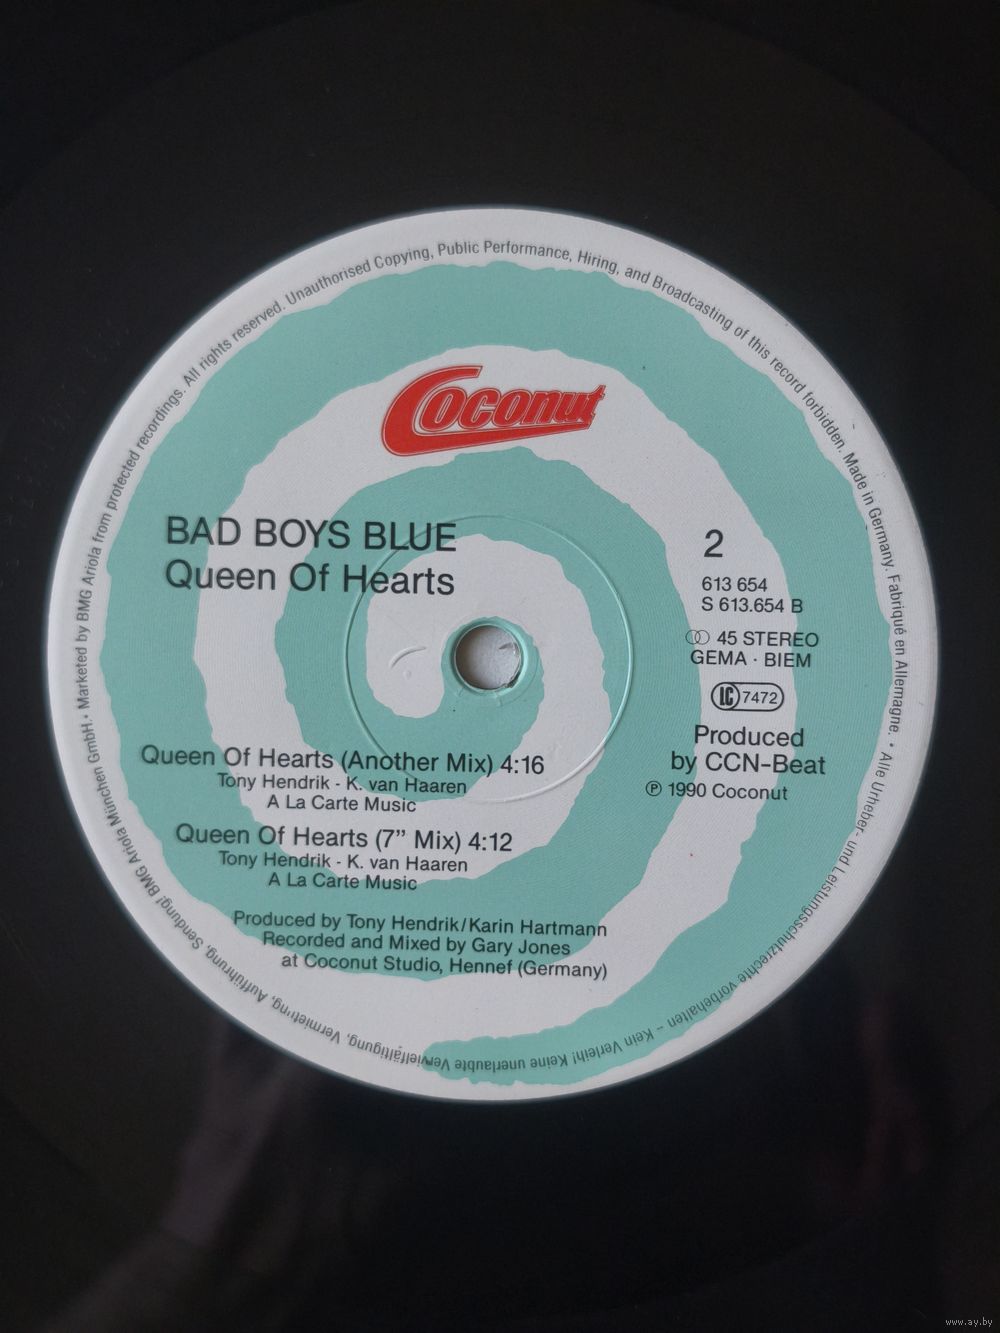 Marketed by BMG Ariola from protected recordings. All rights reserved. Unauthorised Copying, Public Performance, Hiring, and Broadcasting of this record forbidden. Made in Germany. Fabriqué en Allemagne. • Alle Urheber- und Leistungsschutzrechte vorbehalten – Kein Verleih! Keine unerlaubte Vervielfältigung, Vermietung, Aufführung, Sendung! BMG Ariola München GmbH. •
Coconut
BAD BOYS BLUE
Queen Of Hearts
2
613 654
S 613.654 B
45 STEREO
GEMA · BIEM
LC 7472
Produced
by CCN-Beat
℗ 1990 Coconut
Queen Of Hearts (Another Mix) 4:16
Tony Hendrik - K. van Haaren
A La Carte Music
Queen Of Hearts (7” Mix) 4:12
Tony Hendrik - K. van Haaren
A La Carte Music
Produced by Tony Hendrik/Karin Hartmann
Recorded and Mixed by Gary Jones
at Coconut Studio, Hennef (Germany)
www.ay.by